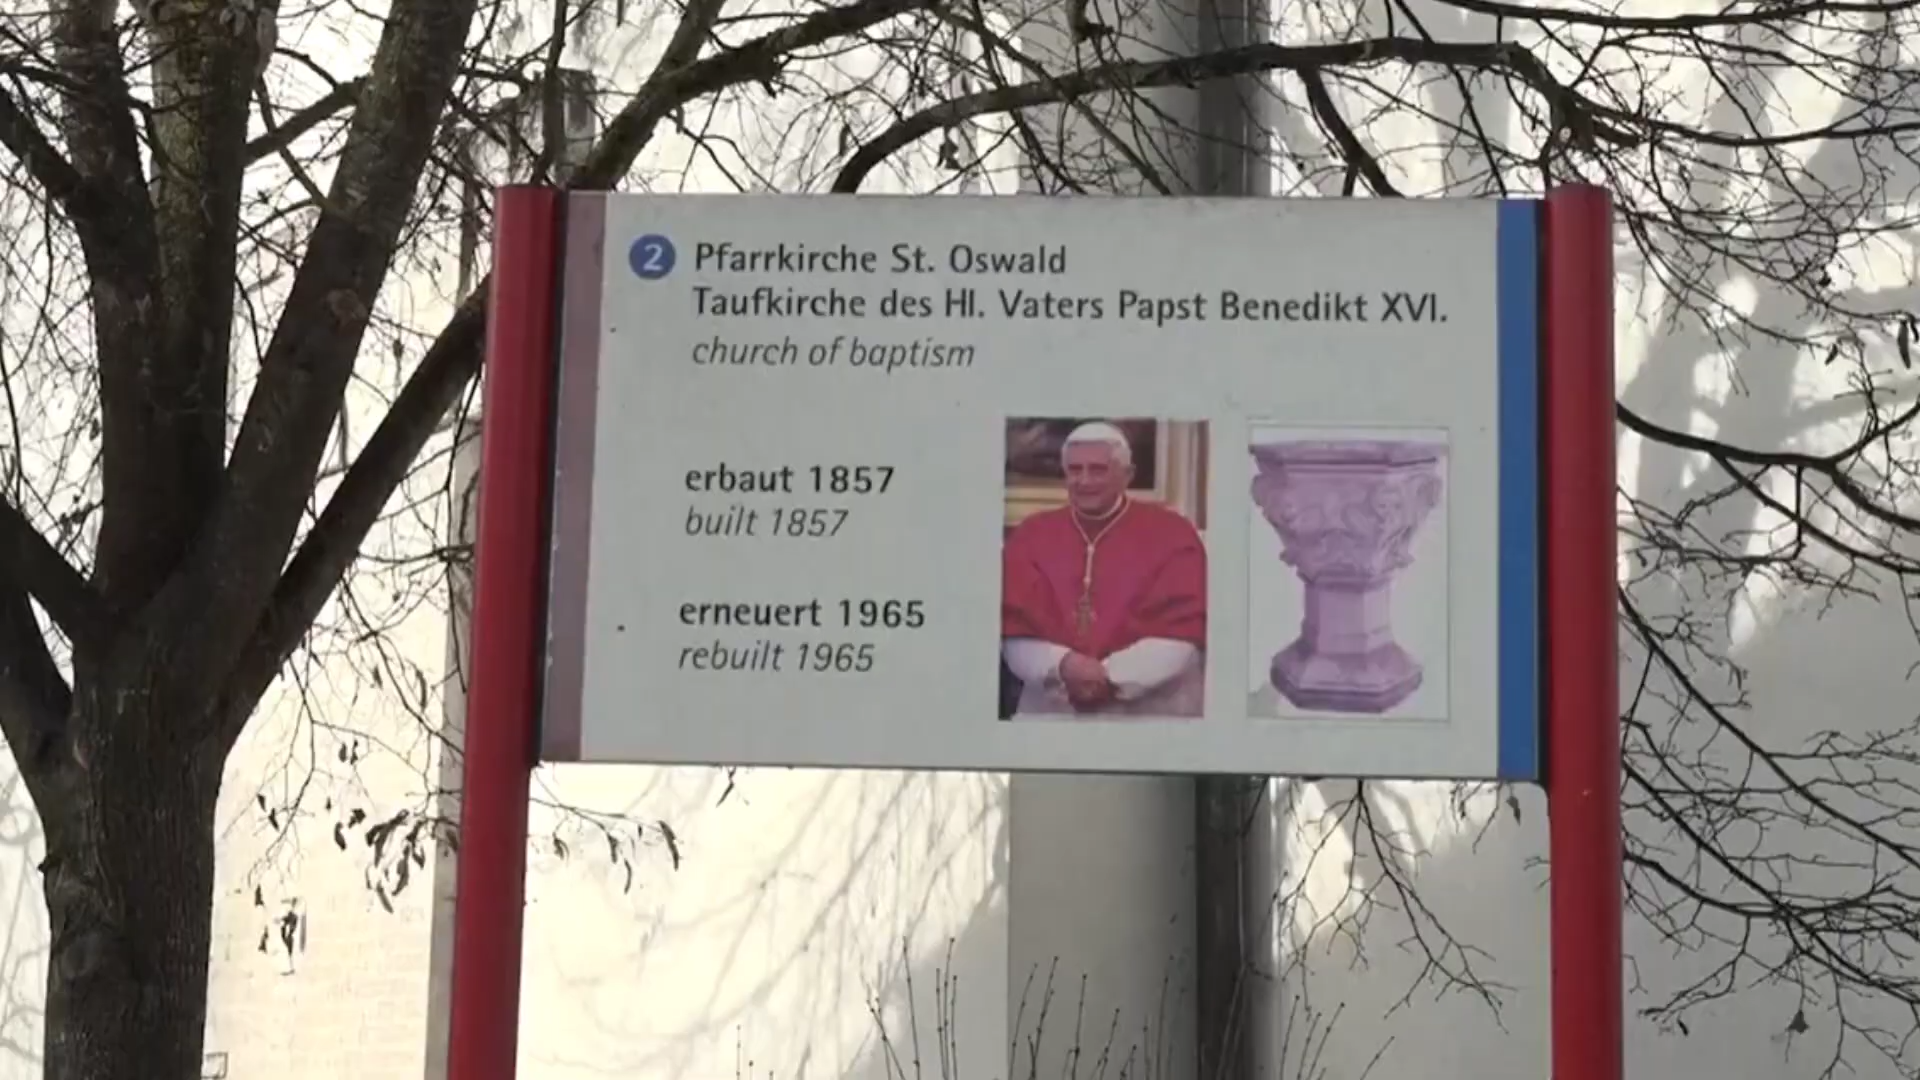 2 Pfarrkirche St. Oswald
Taufkirche des Hl. Vaters Papst Benedikt XVI.
church of baptism
erbaut 1857
built 1857
erneuert 1965
rebuilt 1965